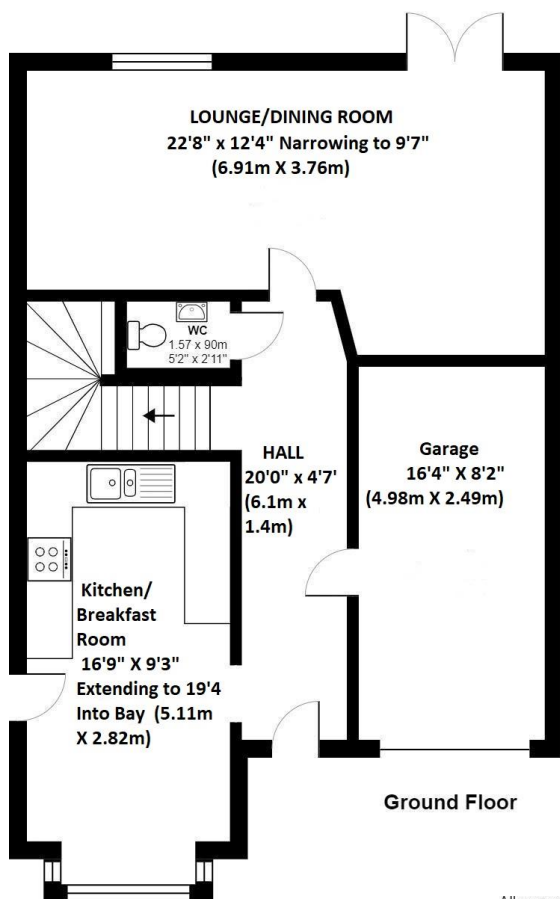 LOUNGE/DINING ROOM
22'8" x 12'4" Narrowing to 9'7"
(6.91m X 3.76m)
WC
1.57 x 90m
5'2" x 2'11"
HALL
20'0" x 4'7'
(6.1m x
1.4m)
Garage
16'4" X 8'2"
(4.98m X 2.49m)
Kitchen/
Breakfast
Room
16'9" X 9'3"
Extending to 19'4
Into Bay (5.11m
X 2.82m)
Ground Floor